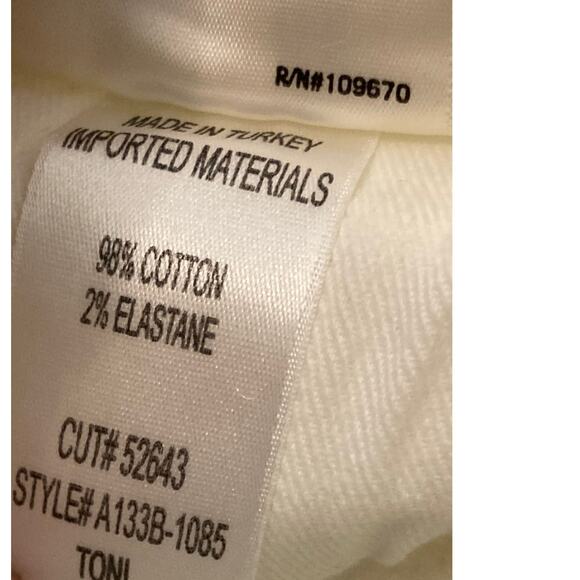 R/N#109670
MADE IN TURKEY
IMPORTED MATERIALS
98% COTTON
2% ELASTANE
CUT# 52643
STYLE# A133B-1085
TONI